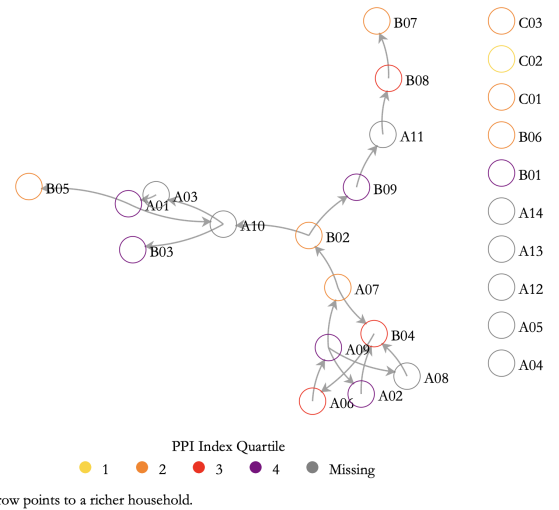 B07
C03
C02
B08
C01
A11
B06
B01
B05
A03
B09
A01
A14
A10
B02
B03
A13
A07
A12
B04
A05
A09
A04
A08
A06
A02
PPI Index Quartile
1 2 3 4 Missing
row points to a richer household.